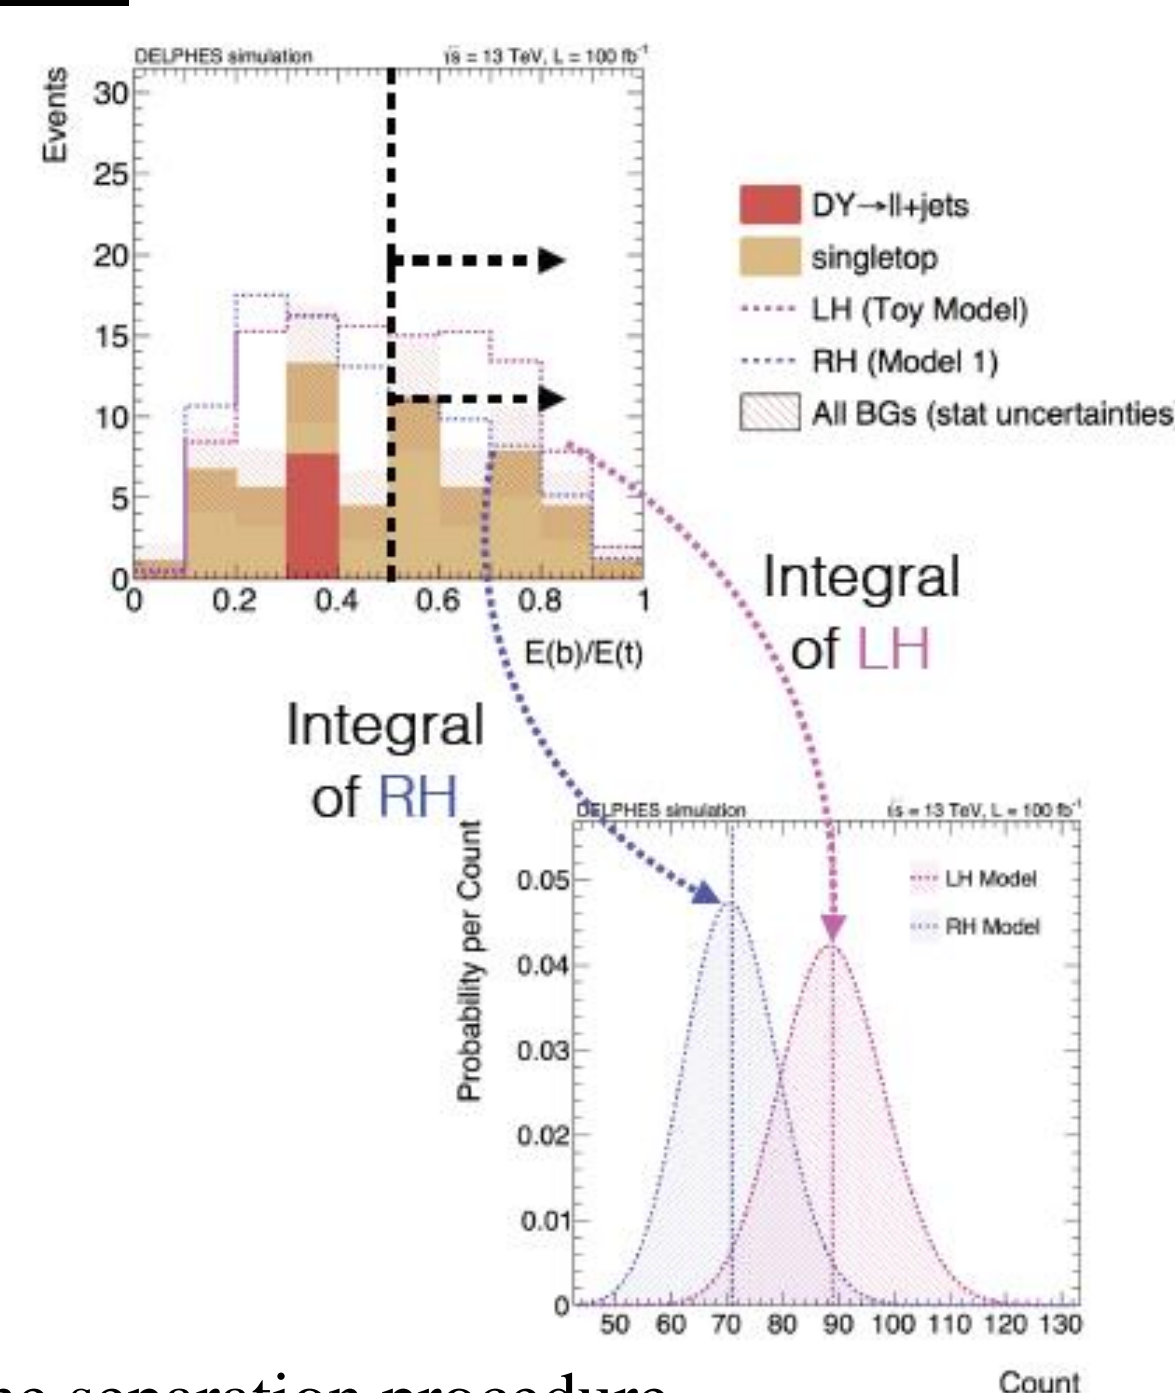 DELPHES simulation
√s = 13 TeV, L = 100 fb⁻¹
Events
30
25
20
15
10
5
0
0 0.2 0.4 0.6 0.8 1
E(b)/E(t)
DY→ll+jets
singletop
LH (Toy Model)
RH (Model 1)
All BGs (stat uncertainties
Integral
of LH
Integral
of RH
DELPHES simulation
√s = 13 TeV, L = 100 fb⁻¹
Probability per Count
0.05
0.04
0.03
0.02
0.01
0
LH Model
RH Model
50 60 70 80 90 100 110 120 130
Count
separation procedure